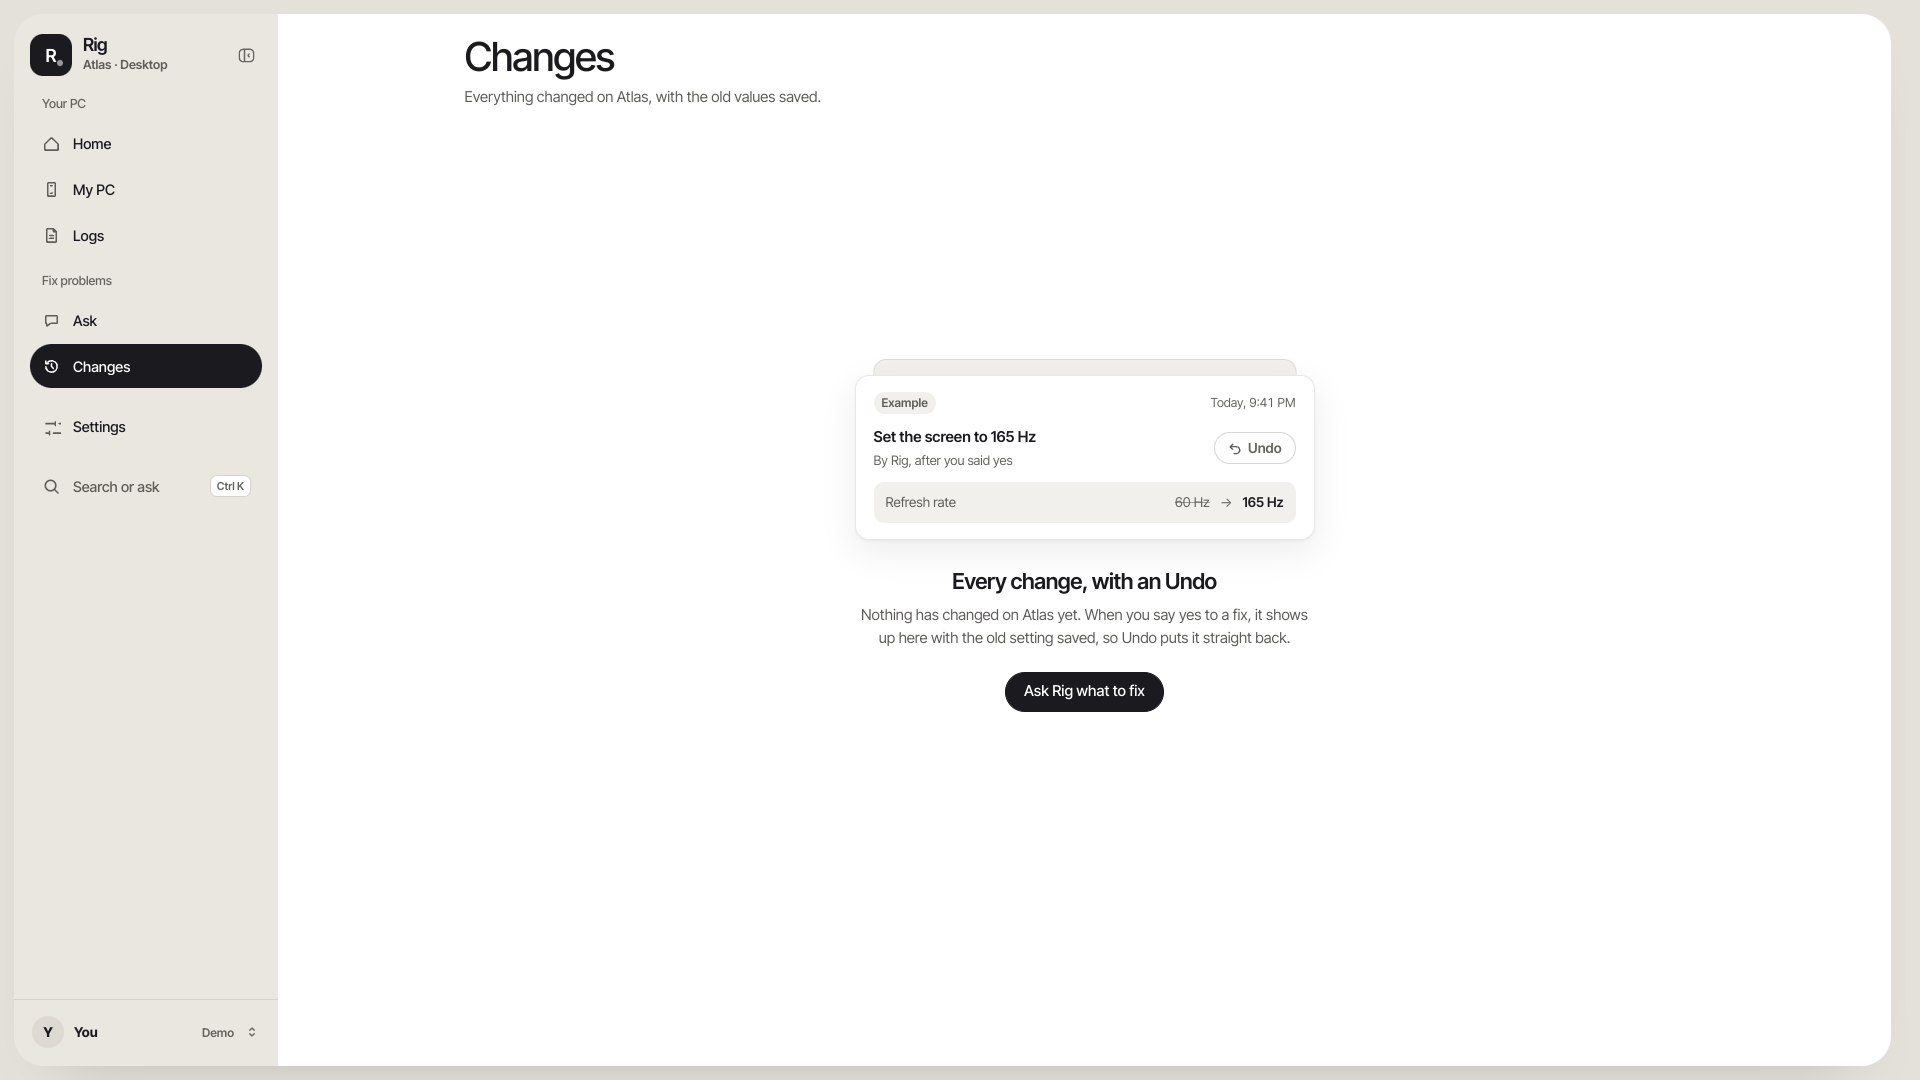 R.
Rig
Atlas · Desktop
Your PC
Home
My PC
Logs
Fix problems
Ask
Changes
Settings
Search or ask
Ctrl K
Y
You
Demo
Changes
Everything changed on Atlas, with the old values saved.
Example
Today, 9:41 PM
Set the screen to 165 Hz
By Rig, after you said yes
Undo
Refresh rate
60 Hz → 165 Hz
Every change, with an Undo
Nothing has changed on Atlas yet. When you say yes to a fix, it shows
up here with the old setting saved, so Undo puts it straight back.
Ask Rig what to fix